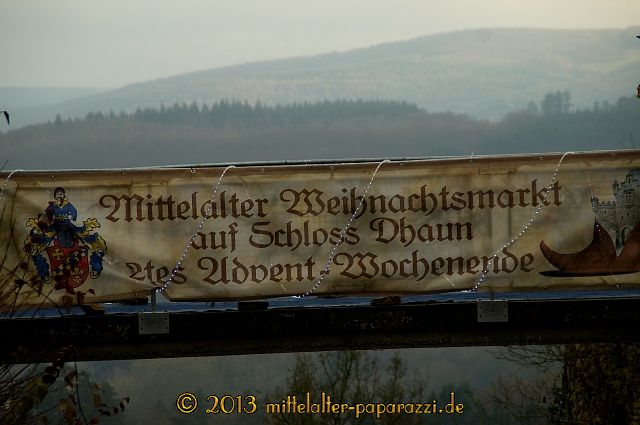 Mittelalter Weihnachtsmarkt
auf Schloss Dhaun
2tes Advent-Wochenende
© 2013 mittelalter-paparazzi.de